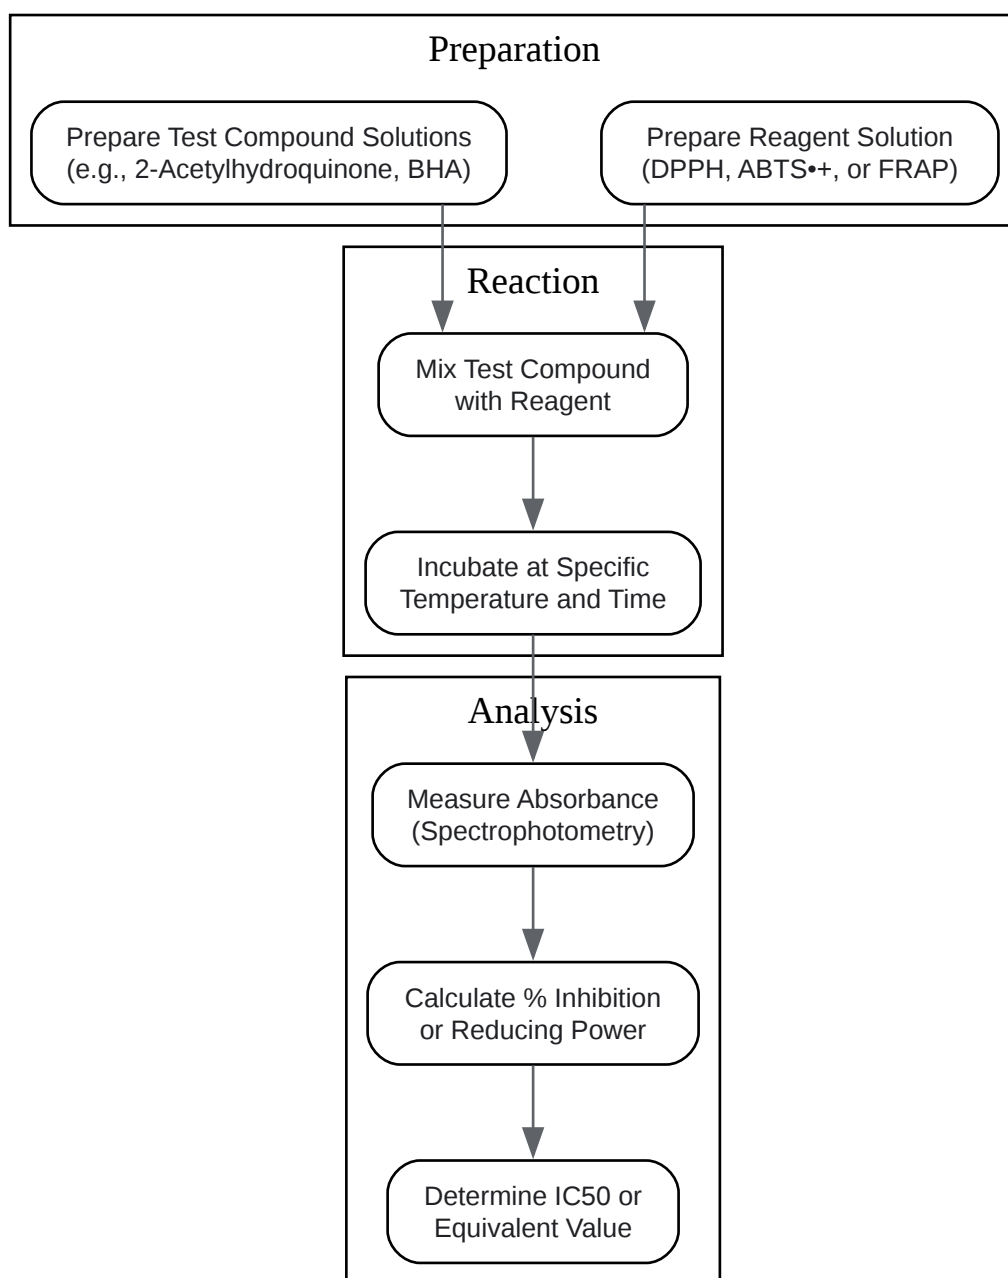 Preparation
Prepare Test Compound Solutions
(e.g., 2-Acetylhydroquinone, BHA)
Prepare Reagent Solution
(DPPH, ABTS•+, or FRAP)
Reaction
Mix Test Compound
with Reagent
Incubate at Specific
Temperature and Time
Analysis
Measure Absorbance
(Spectrophotometry)
Calculate % Inhibition
or Reducing Power
Determine IC50 or
Equivalent Value